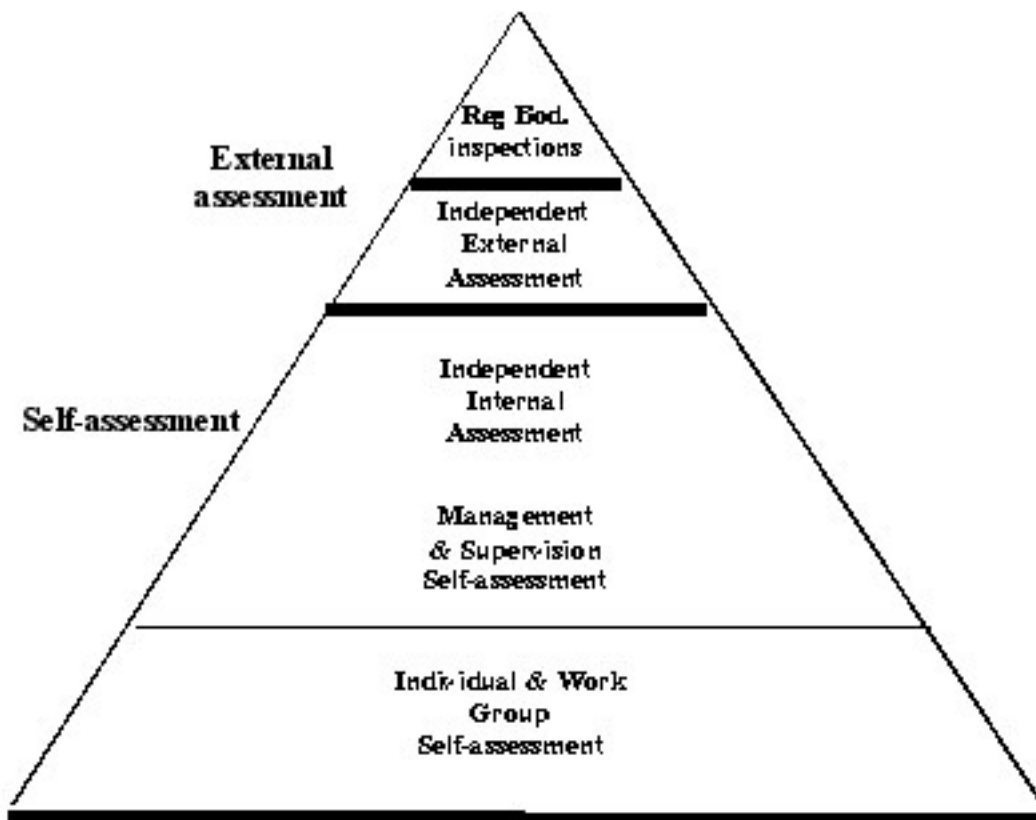 Reg Bod.
inspections
External
assessment
Independent
External
Assessment
Independent
Internal
Assessment
Self-assessment
Management
& Supervision
Self-assessment
Individual & Work
Group
Self-assessment